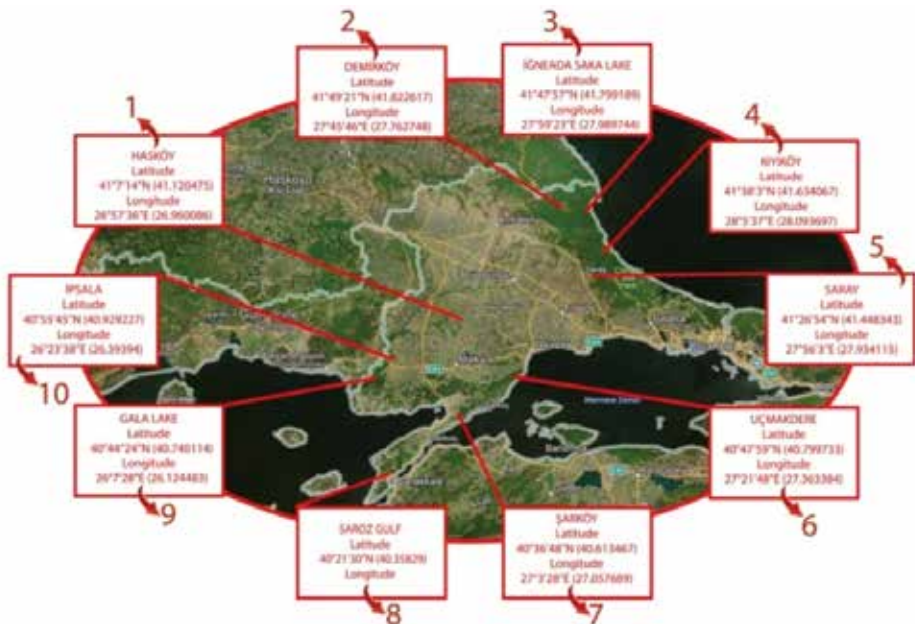 1
HASKÖY
Latitude
41°7'14"N (41.120475)
Longitude
26°57'36"E (26.960086)
2
DEMİRKÖY
Latitude
41°49'21"N (41.822617)
Longitude
27°45'46"E (27.762748)
3
İĞNEADA SAKA LAKE
Latitude
41°47'57"N (41.799189)
Longitude
27°59'23"E (27.989744)
4
KIYIKÖY
Latitude
41°38'3"N (41.634067)
Longitude
28°5'37"E (28.093697)
5
SARAY
Latitude
41°26'54"N (41.448343)
Longitude
27°56'3"E (27.934115)
UÇMAKDERE
Latitude
40°47'59"N (40.799733)
Longitude
27°21'48"E (27.363384)
6
ŞARKÖY
Latitude
40°36'48"N (40.613467)
Longitude
27°3'28"E (27.057689)
7
SAROZ GULF
Latitude
40°21'30"N (40.35829)
Longitude
8
GALA LAKE
Latitude
40°44'24"N (40.740114)
Longitude
26°7'28"E (26.124483)
9
IPSALA
Latitude
40°55'45"N (40.929227)
Longitude
26°23'38"E (26.39394)
10